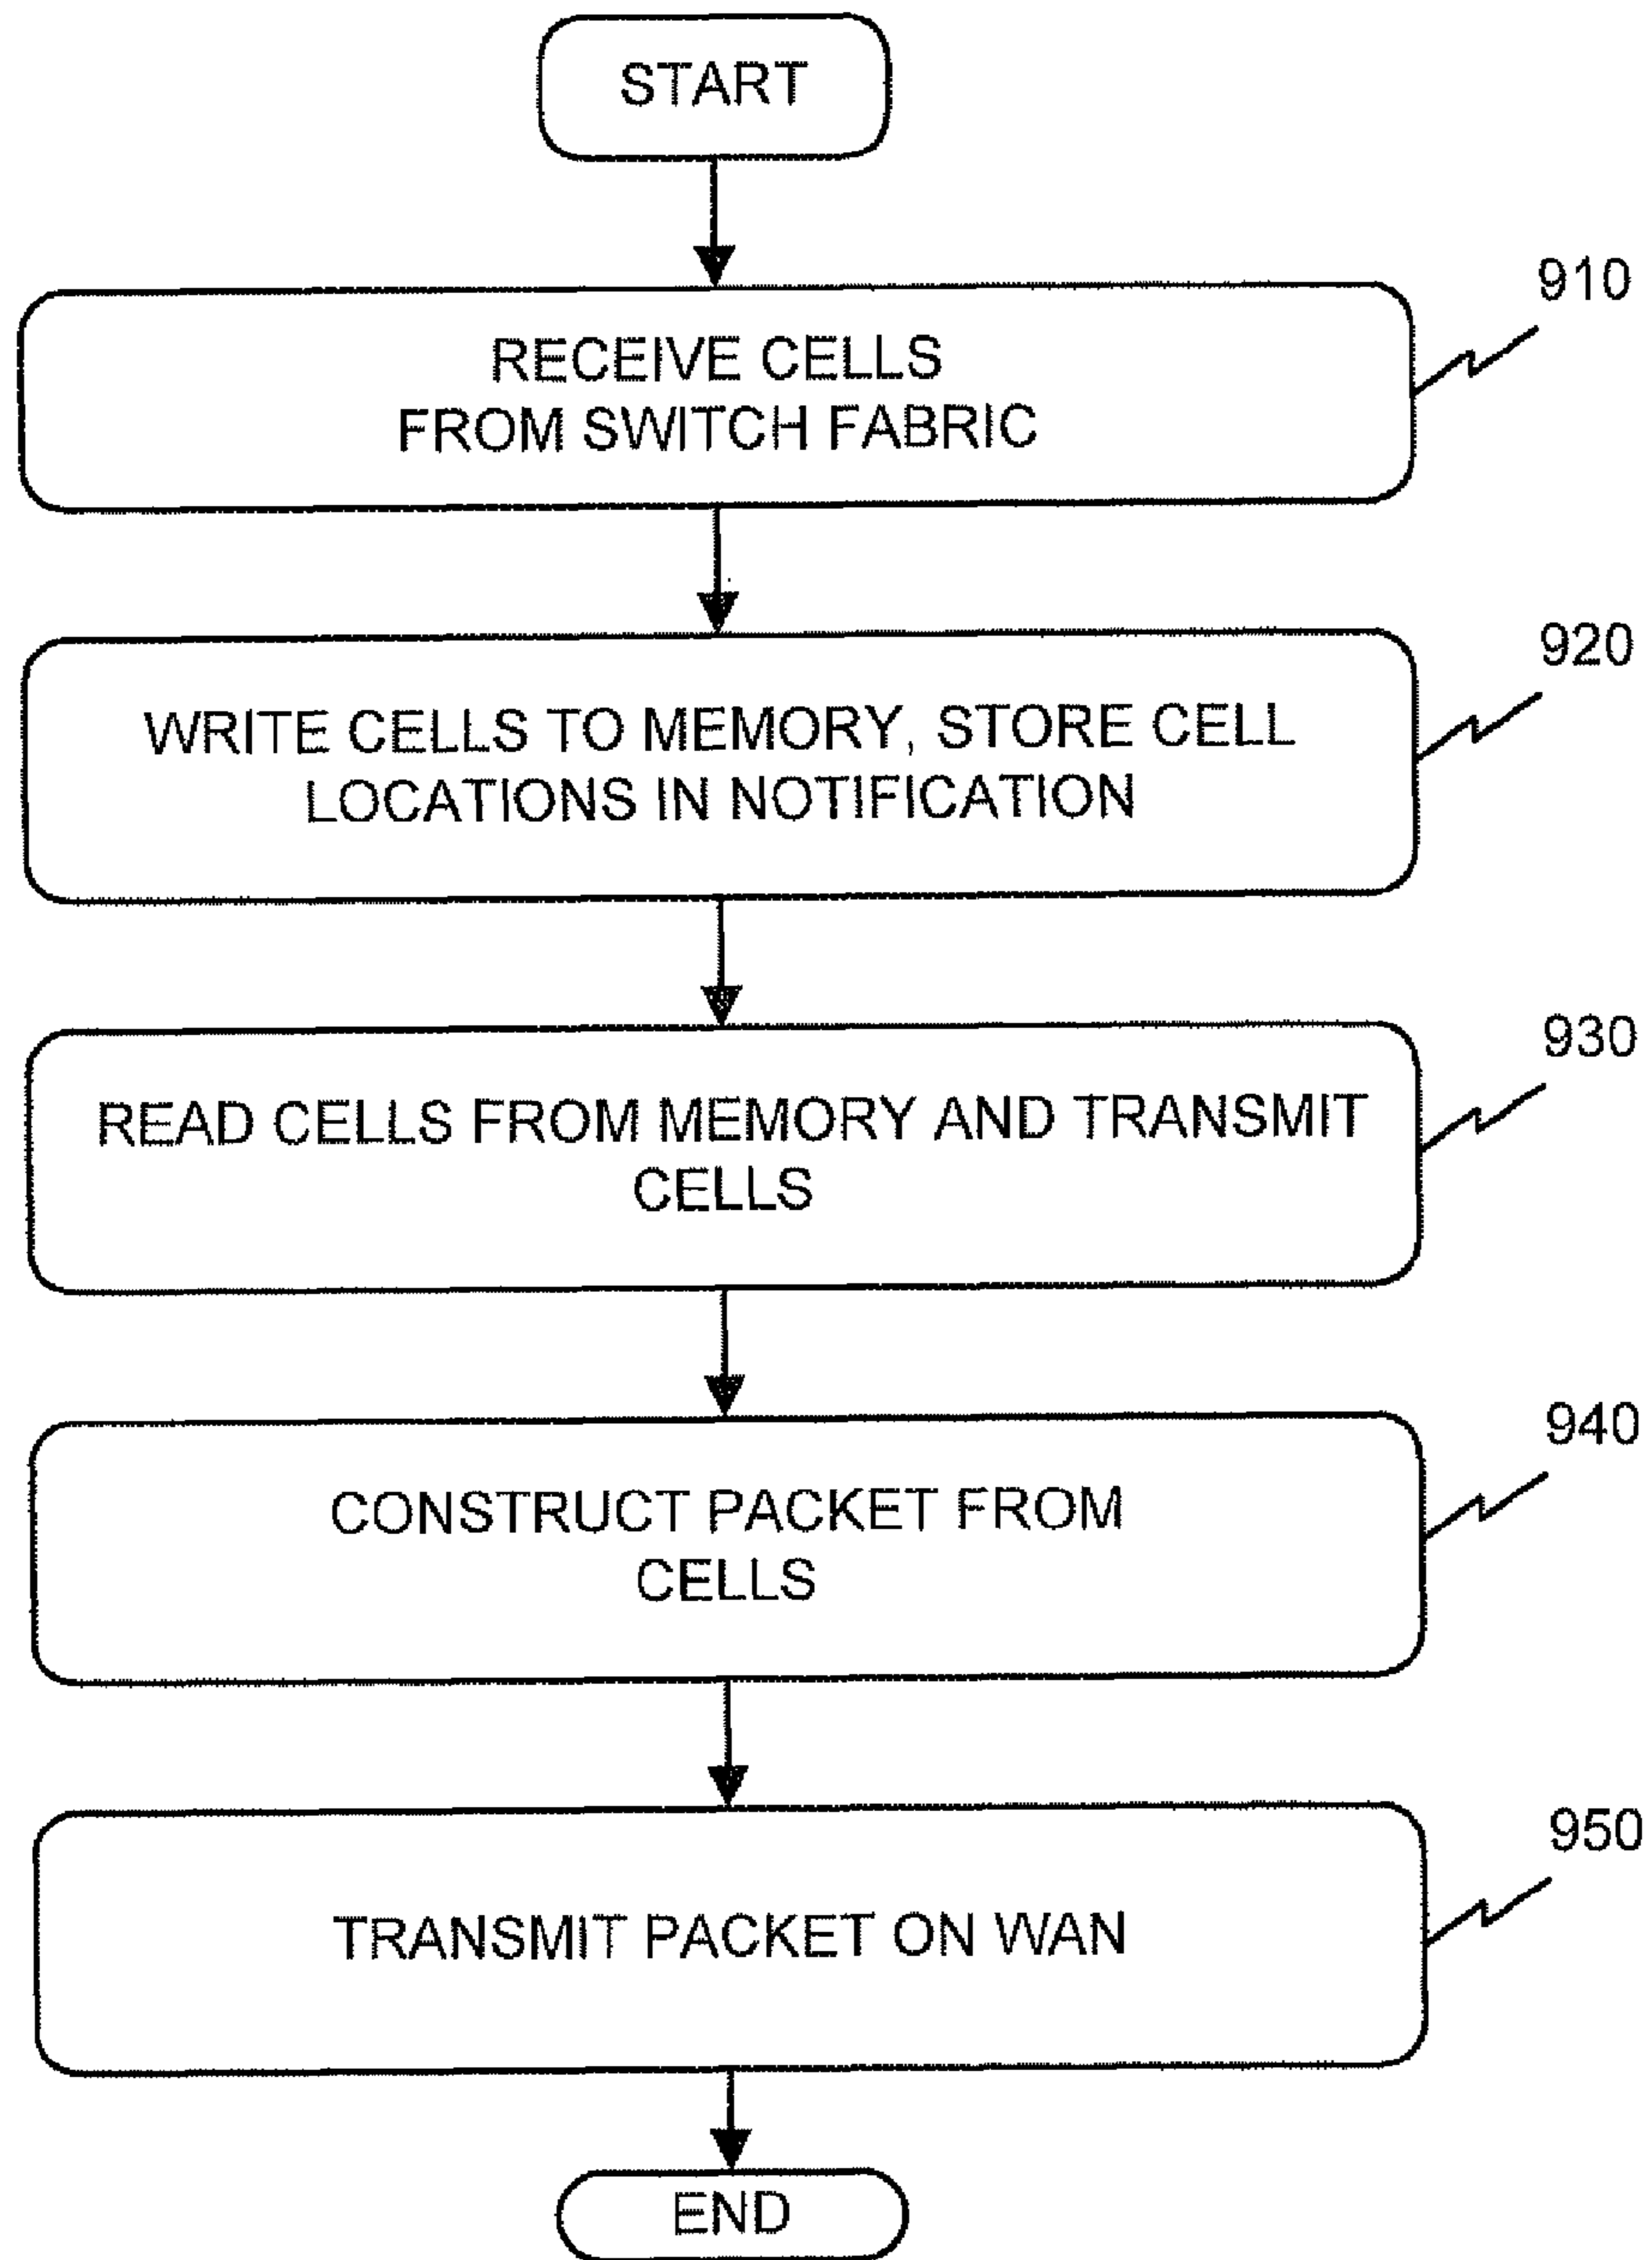 START
910
RECEIVE CELLS
FROM SWITCH FABRIC
920
WRITE CELLS TO MEMORY, STORE CELL
LOCATIONS IN NOTIFICATION
930
READ CELLS FROM MEMORY AND TRANSMIT
CELLS
940
CONSTRUCT PACKET FROM
CELLS
950
TRANSMIT PACKET ON WAN
END